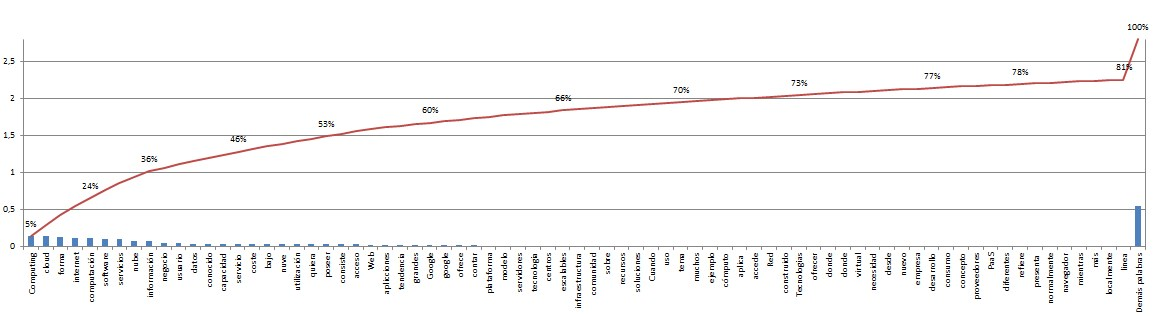 100%
2,5
81%
78%
77%
73%
2
70%
66%
60%
1,5
53%
46%
36%
1
24%
0,5
5%
0
Computing
cloud
forma
internet
computación
software
servicios
nube
información
negocio
usuario
datos
conocido
capacidad
servicio
coste
bajo
nuve
utilización
quiera
poseer
consiste
acceso
Web
aplicciones
tendencia
grandes
Google
google
ofrece
contar
plataforma
modelo
servidores
tecnología
centros
escalables
infraestructura
comunidad
sobre
recursos
soluciones
Cuando
uso
tema
muchos
ejemplo
cómputo
aplica
accede
Red
construido
Tecnologías
ofrecer
donde
donde
virtual
necesidad
desde
nuevo
empresa
desarrollo
consumo
concepto
proveedores
PaaS
diferentes
refiere
presenta
normalmente
navegador
mientras
más
localmente
línea
Demás palabras